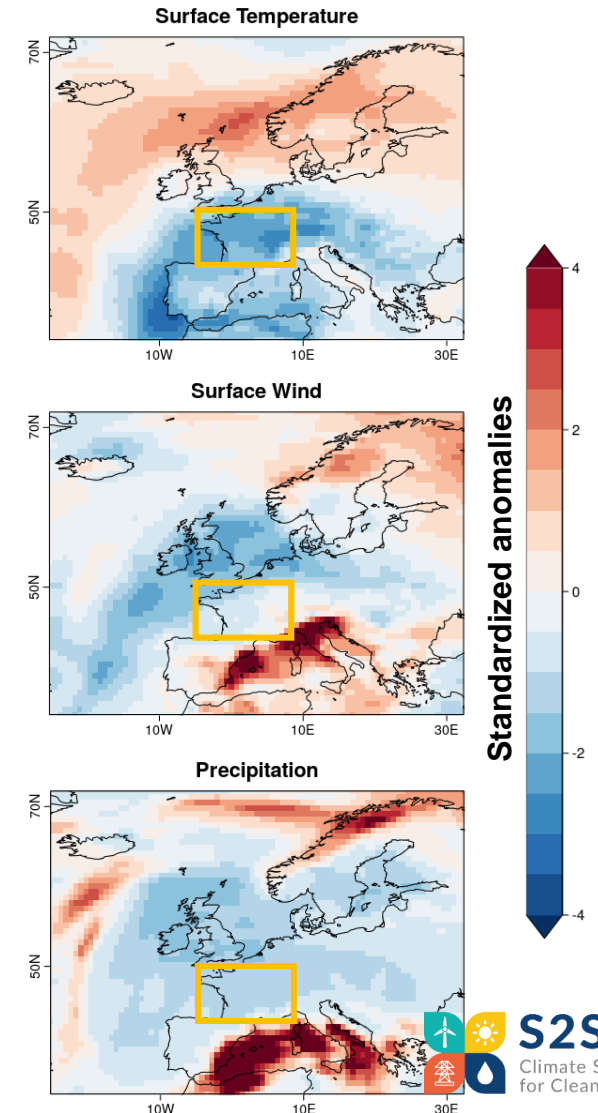 Surface Temperature
70N
50N
10W 10E 30E
Surface Wind
70N
50N
10W 10E 30E
Precipitation
70N
50N
10W 10E 30E
4
2
0
-2
-4
Standardized anomalies
S2S
Climate S
for Clean